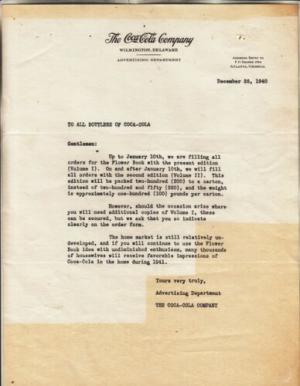 The Coca-Cola Company
WILMINGTON, DELAWARE
ADVERTISING DEPARTMENT
ADDRESS REPLY TO
ATLANTA, GEORGIA
December 28, 1940
TO ALL BOTTLERS OF COCA-COLA
Gentlemen:
Up to January 10th, we are filling all
orders for the Flower Book with the present edition
(Volume I). On and after January 10th, we will fill
all orders with the second edition (Volume II). This
edition will be packed two-hundred (200) to a carton,
instead of two-hundred and fifty (250), and the weight
is approximately one-hundred (100) pounds per carton.
However, should the occasion arise where
you will need additional copies of Volume I, these
can be secured, but we ask that you so indicate
clearly on the order form.
The home market is still relatively un-
developed, and if you will continue to use the Flower
Book idea with undiminished enthusiasm, many thousands
of housewives will receive favorable impressions of
Coca-Cola in the home during 1941.
Yours very truly,
Advertising Department
THE COCA-COLA COMPANY